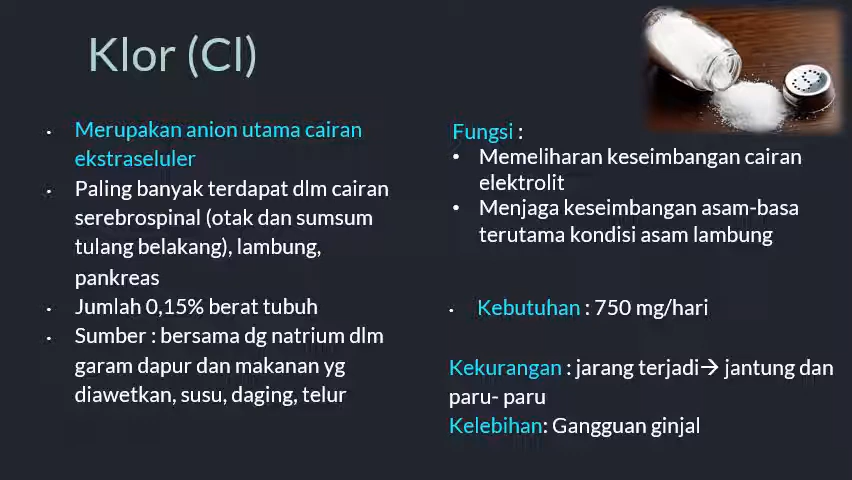 Klor (Cl)
• Merupakan anion utama cairan
ekstraseluler
• Paling banyak terdapat dlm cairan
serebrospinal (otak dan sumsum
tulang belakang), lambung,
pankreas
• Jumlah 0,15% berat tubuh
• Sumber : bersama dg natrium dlm
garam dapur dan makanan yg
diawetkan, susu, daging, telur
Fungsi :
• Memeliharan keseimbangan cairan
elektrolit
• Menjaga keseimbangan asam-basa
terutama kondisi asam lambung
• Kebutuhan : 750 mg/hari
Kekurangan : jarang terjadi→ jantung dan
paru- paru
Kelebihan: Gangguan ginjal